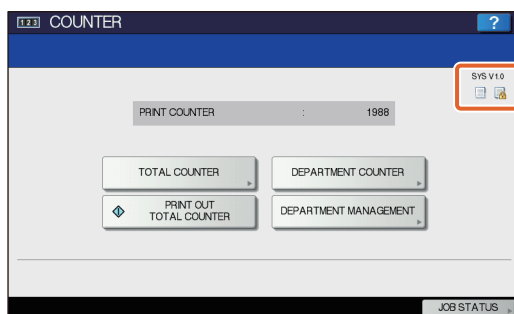 123 COUNTER
?
SYS V1.0
PRINT COUNTER : 1988
TOTAL COUNTER
DEPARTMENT COUNTER
PRINT OUT
TOTAL COUNTER
DEPARTMENT MANAGEMENT
JOB STATUS